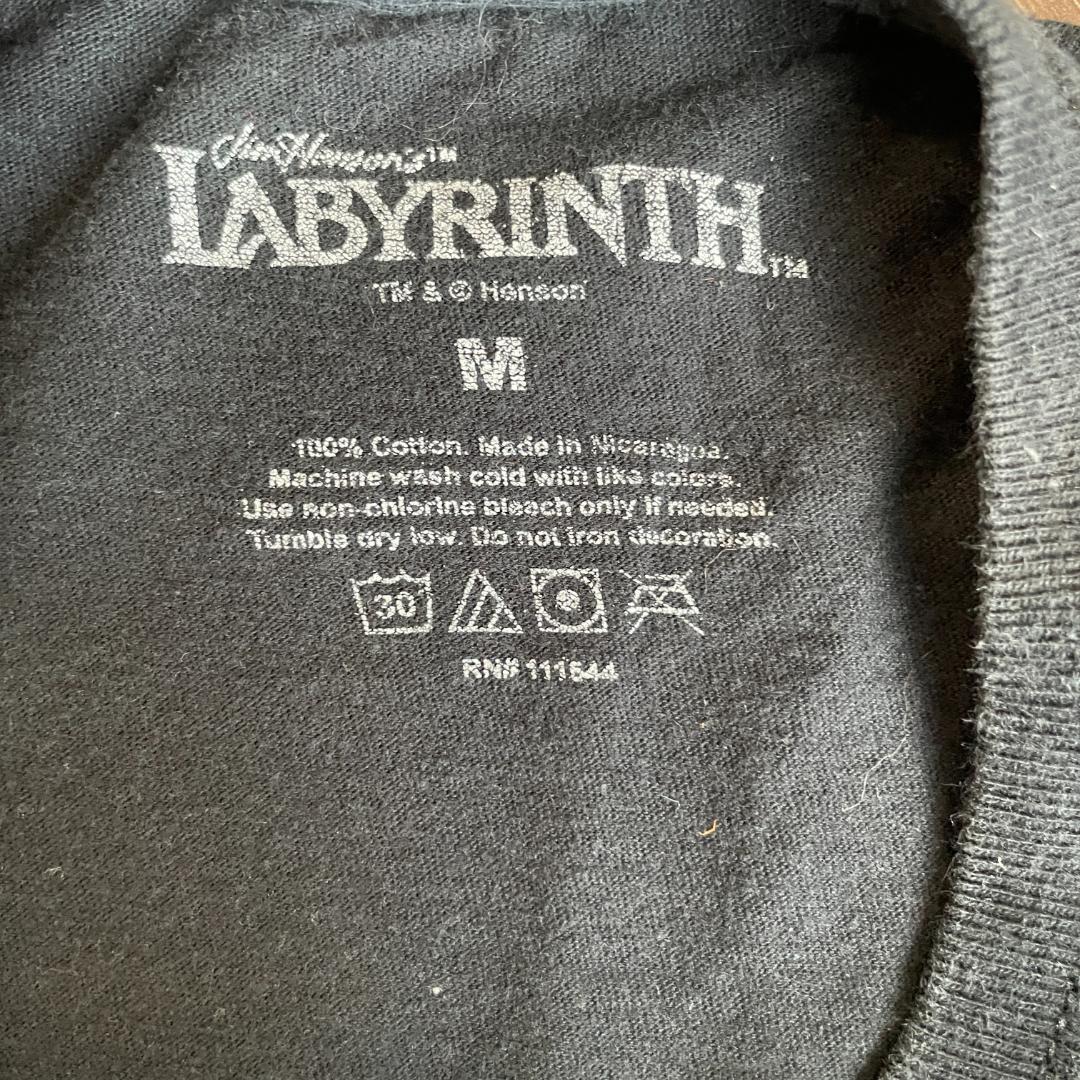 Jim Henson's™
LABYRINTH™
TM & © Henson
M
100% Cotton. Made in Nicaragua.
Machine wash cold with like colors.
Use non-chlorine bleach only if needed.
Tumble dry low. Do not iron decoration.
30
RN# 111644